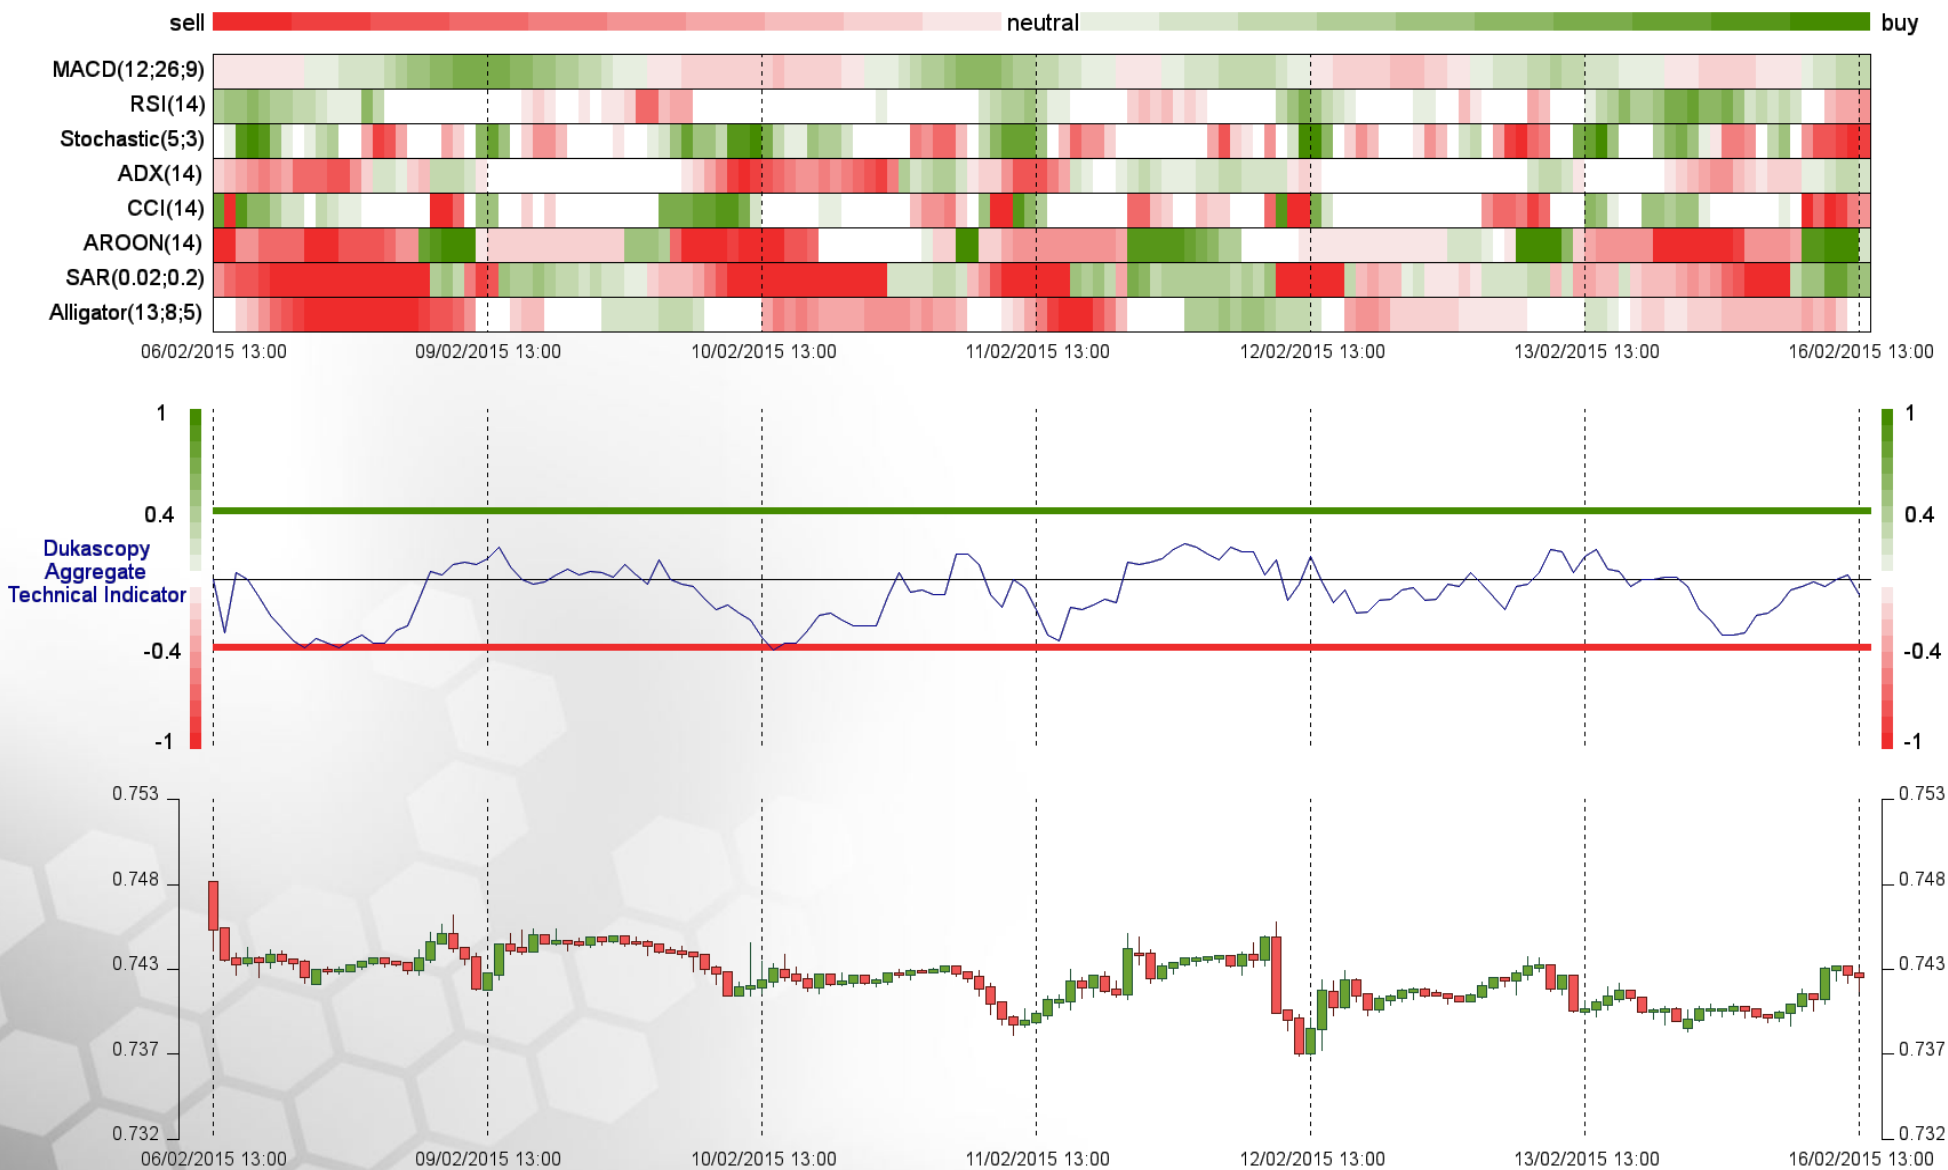 sell neutral buy
MACD(12;26;9)
RSI(14)
Stochastic(5;3)
ADX(14)
CCI(14)
AROON(14)
SAR(0.02;0.2)
Alligator(13;8;5)
06/02/2015 13:00 09/02/2015 13:00 10/02/2015 13:00 11/02/2015 13:00 12/02/2015 13:00 13/02/2015 13:00 16/02/2015 13:00
1 1
0.4 0.4
Dukascopy
Aggregate
Technical Indicator
-0.4 -0.4
-1 -1
0.753 0.753
0.748 0.748
0.743 0.743
0.737 0.737
0.732 0.732
06/02/2015 13:00 09/02/2015 13:00 10/02/2015 13:00 11/02/2015 13:00 12/02/2015 13:00 13/02/2015 13:00 16/02/2015 13:00